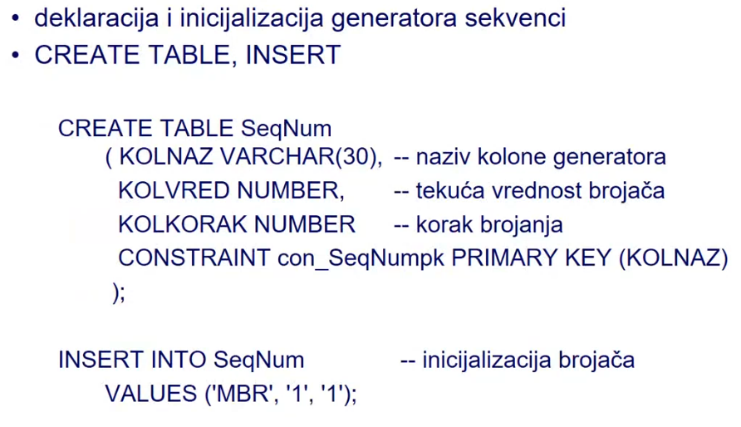 • deklaracija i inicijalizacija generatora sekvenci
• CREATE TABLE, INSERT
CREATE TABLE SeqNum
( KOLNAZ VARCHAR(30), -- naziv kolone generatora
KOLVRED NUMBER, -- tekuća vrednost brojača
KOLKORAK NUMBER -- korak brojanja
CONSTRAINT con_SeqNumpk PRIMARY KEY (KOLNAZ)
);
INSERT INTO SeqNum -- inicijalizacija brojača
VALUES ('MBR', '1', '1');